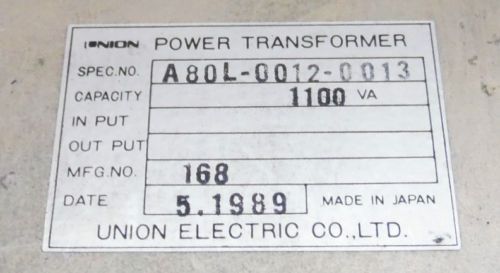 UNION POWER TRANSFORMER
SPEC.NO. A80L-0012-0013
CAPACITY 1100 VA
IN PUT
OUT PUT
MFG.NO. 168
DATE 5.1989 MADE IN JAPAN
UNION ELECTRIC CO.,LTD.